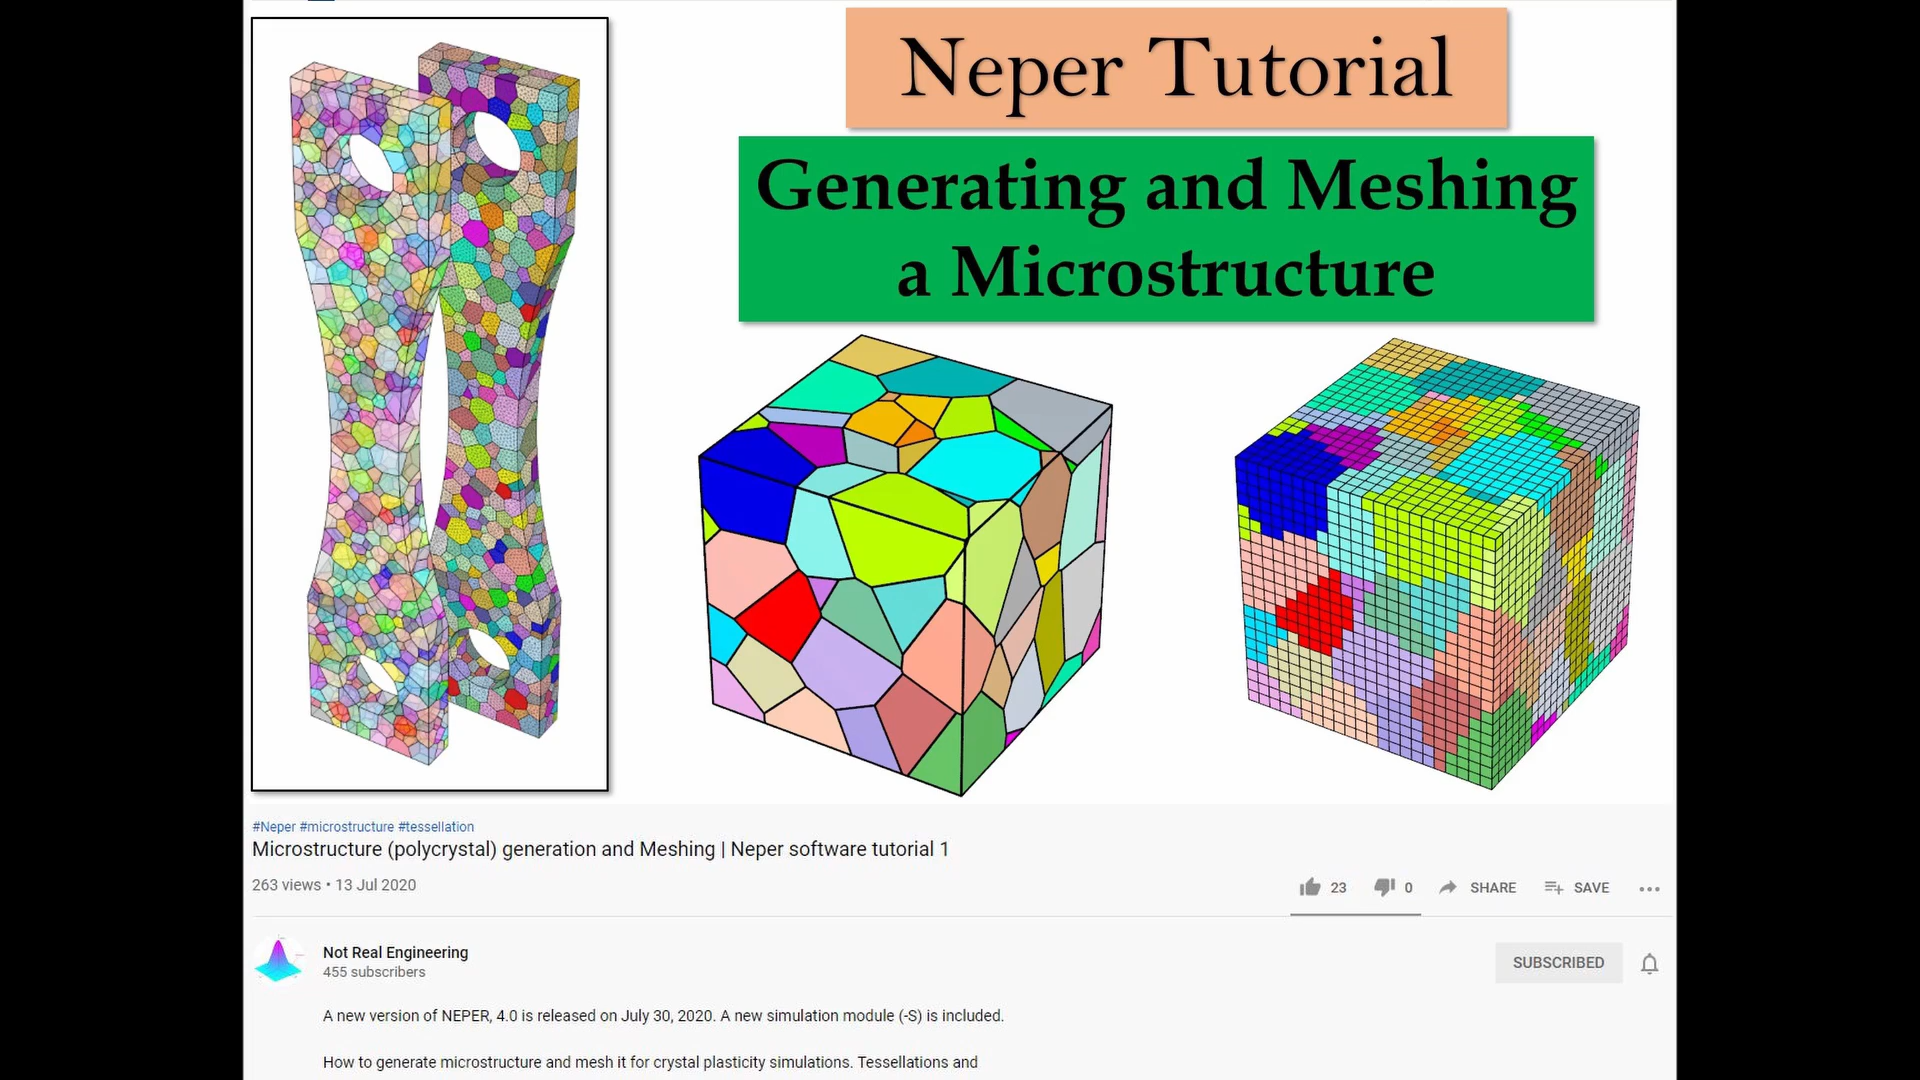 Neper Tutorial
Generating and Meshing
a Microstructure
#Neper #microstructure #tessellation
Microstructure (polycrystal) generation and Meshing | Neper software tutorial 1
263 views • 13 Jul 2020
23
0
SHARE
SAVE
Not Real Engineering
455 subscribers
SUBSCRIBED
A new version of NEPER, 4.0 is released on July 30, 2020. A new simulation module (-S) is included.
How to generate microstructure and mesh it for crystal plasticity simulations. Tessellations and